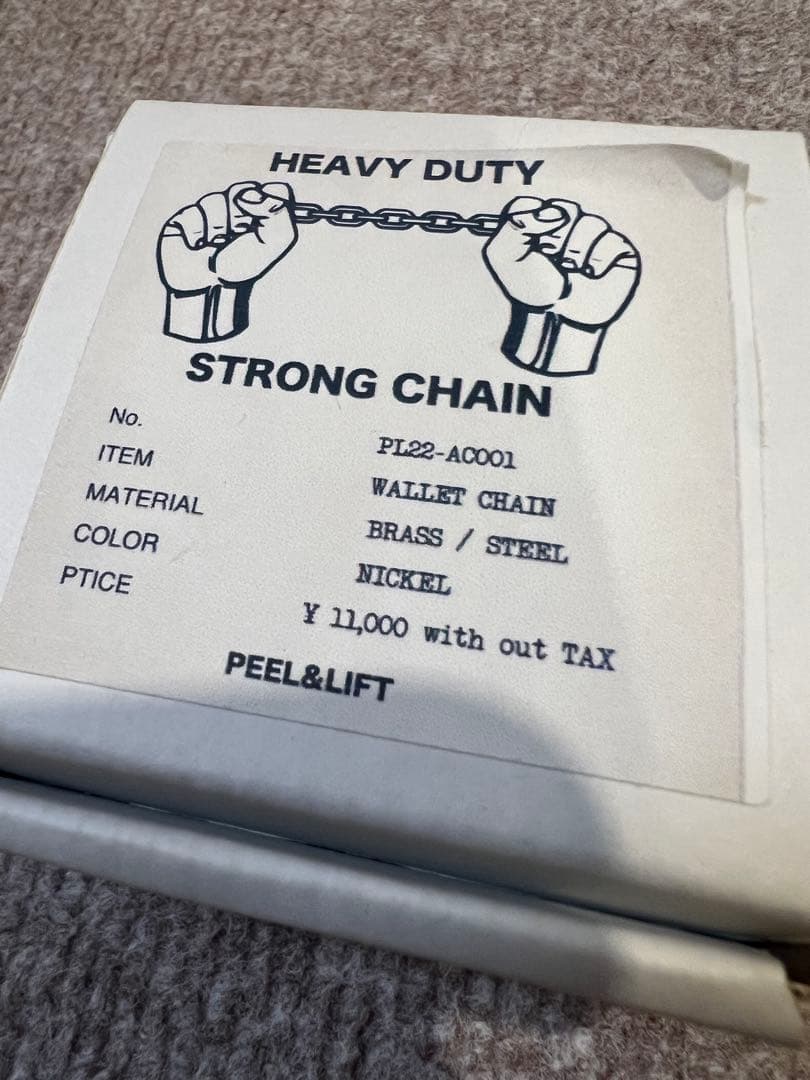 HEAVY DUTY
STRONG CHAIN
No. PL22-AC001
ITEM WALLET CHAIN
MATERIAL BRASS / STEEL
COLOR NICKEL
PTICE ¥ 11,000 with out TAX
PEEL&LIFT